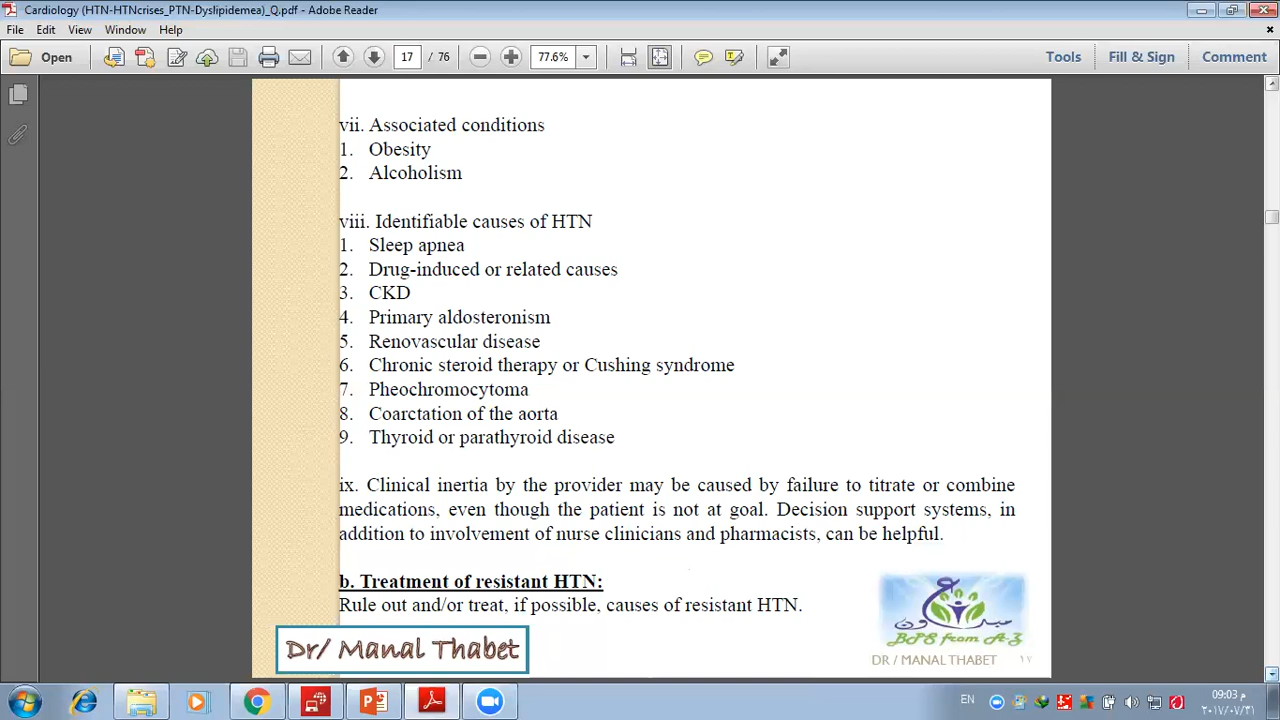 Cardiology (HTN-HTNcrises_PTN-Dyslipidemea)_Q.pdf - Adobe Reader
File Edit View Window Help
Open 17 / 76 77.6% Tools Fill & Sign Comment
vii. Associated conditions
1. Obesity
2. Alcoholism
viii. Identifiable causes of HTN
1. Sleep apnea
2. Drug-induced or related causes
3. CKD
4. Primary aldosteronism
5. Renovascular disease
6. Chronic steroid therapy or Cushing syndrome
7. Pheochromocytoma
8. Coarctation of the aorta
9. Thyroid or parathyroid disease
ix. Clinical inertia by the provider may be caused by failure to titrate or combine
medications, even though the patient is not at goal. Decision support systems, in
addition to involvement of nurse clinicians and pharmacists, can be helpful.
b. Treatment of resistant HTN:
Rule out and/or treat, if possible, causes of resistant HTN.
BPS from A-Z
Dr/ Manal Thabet
DR / MANAL THABET ١٧
EN
09:03 م
٢٠١٧/٠٧/٣١